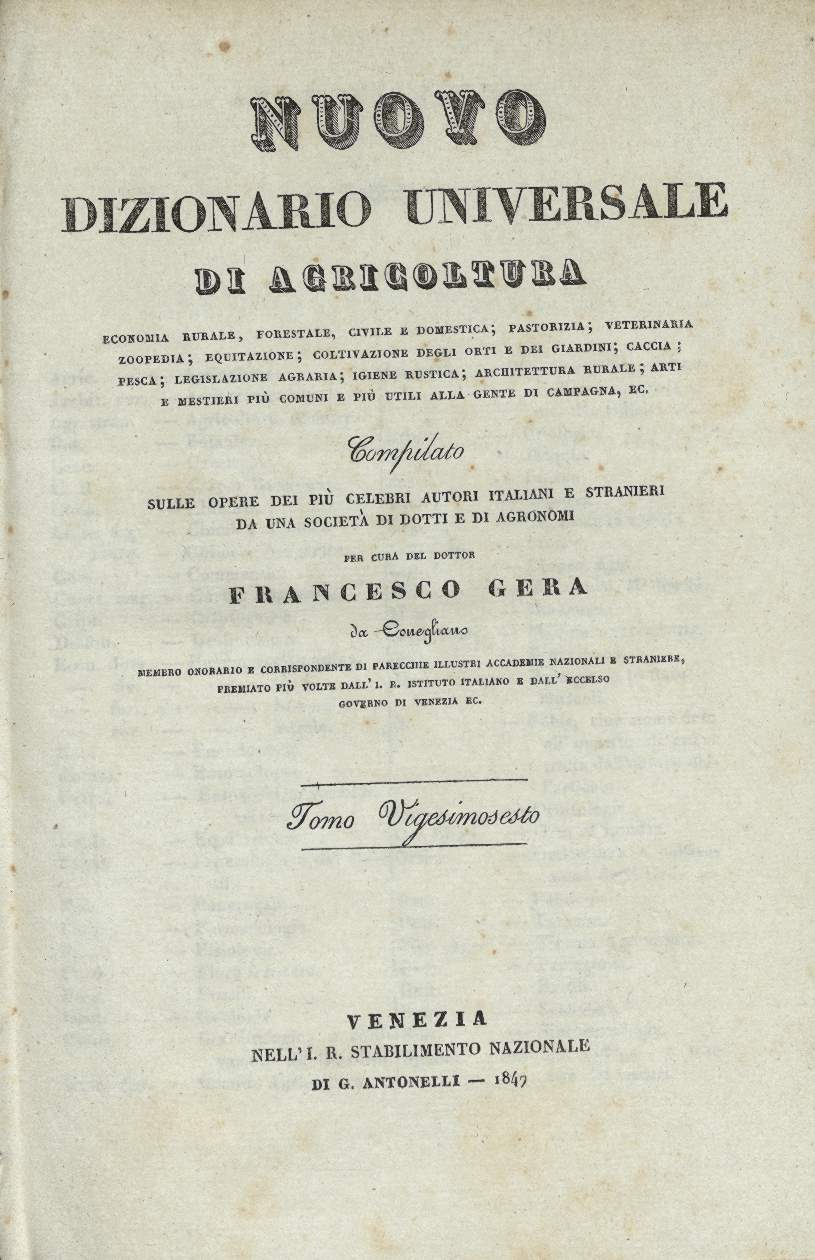 NUOVO
DIZIONARIO UNIVERSALE
DI AGRICOLTURA
ECONOMIA RURALE, FORESTALE, CIVILE E DOMESTICA; PASTORIZIA; VETERINARIA
ZOOPEDIA; EQUITAZIONE; COLTIVAZIONE DEGLI ORTI E DEI GIARDINI; CACCIA;
PESCA; LEGISLAZIONE AGRARIA; IGIENE RUSTICA; ARCHITETTURA RURALE; ARTI
E MESTIERI PIÙ COMUNI E PIÙ UTILI ALLA GENTE DI CAMPAGNA, EC.
Compilato
SULLE OPERE DEI PIÙ CELEBRI AUTORI ITALIANI E STRANIERI
DA UNA SOCIETÀ DI DOTTI E DI AGRONOMI
PER CURA DEL DOTTOR
FRANCESCO GERA
da Conegliano
MEMBRO ONORARIO E CORRISPONDENTE DI PARECCHIE ILLUSTRI ACCADEMIE NAZIONALI E STRANIERE,
PREMIATO PIÙ VOLTE DALL' I. R. ISTITUTO ITALIANO E DALL' ECCELSO
GOVERNO DI VENEZIA EC.
Tomo Vigesimosesto
VENEZIA
NELL' I. R. STABILIMENTO NAZIONALE
DI G. ANTONELLI — 1847